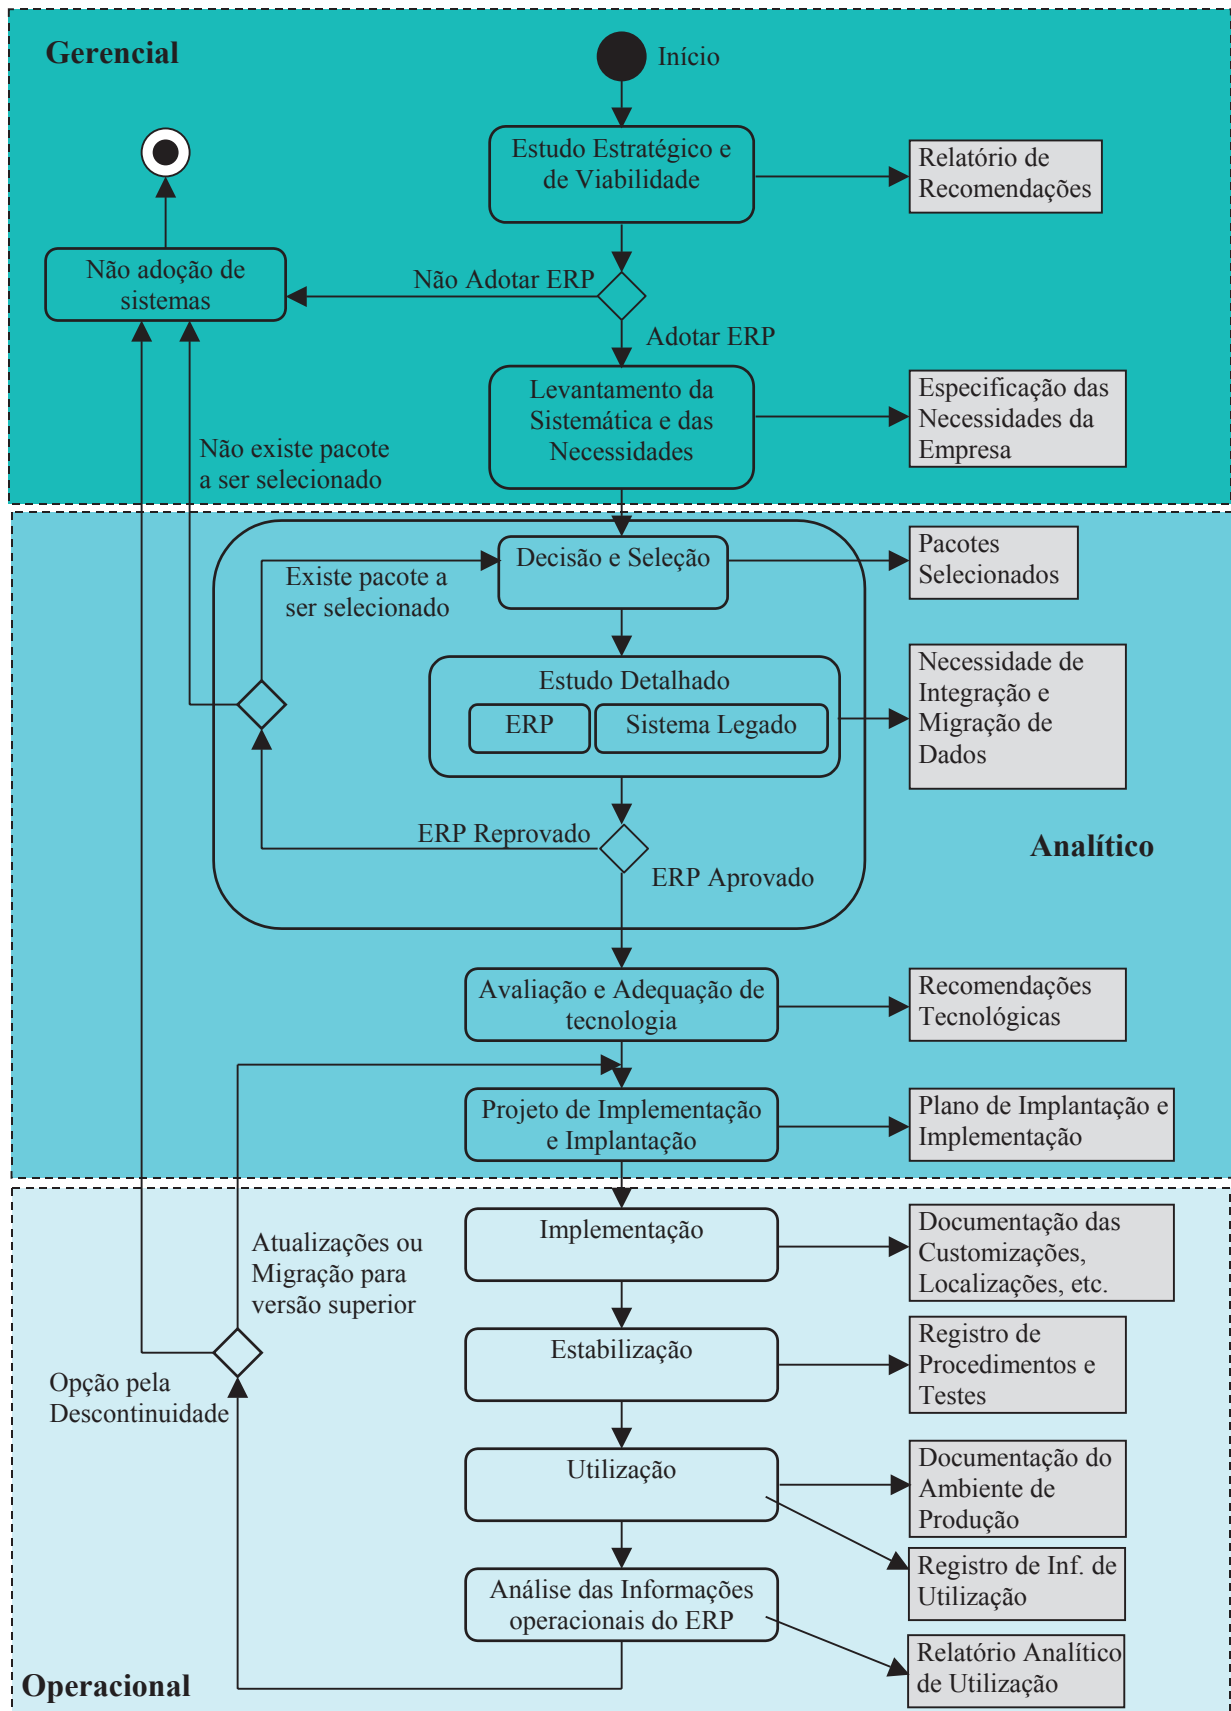 Gerencial
Início
Estudo Estratégico e
de Viabilidade
Relatório de
Recomendações
Não adoção de
sistemas
Não Adotar ERP
Adotar ERP
Levantamento da
Sistemática e das
Necessidades
Especificação das
Necessidades da
Empresa
Não existe pacote
a ser selecionado
Decisão e Seleção
Pacotes
Selecionados
Existe pacote a
ser selecionado
Estudo Detalhado
ERP
Sistema Legado
Necessidade de
Integração e
Migração de
Dados
ERP Reprovado
ERP Aprovado
Analítico
Avaliação e Adequação de
tecnologia
Recomendações
Tecnológicas
Projeto de Implementação
e Implantação
Plano de Implantação e
Implementação
Implementação
Documentação das
Customizações,
Localizações, etc.
Atualizações ou
Migração para
versão superior
Estabilização
Registro de
Procedimentos e
Testes
Opção pela
Descontinuidade
Utilização
Documentação do
Ambiente de
Produção
Registro de Inf. de
Utilização
Análise das Informações
operacionais do ERP
Relatório Analítico
de Utilização
Operacional